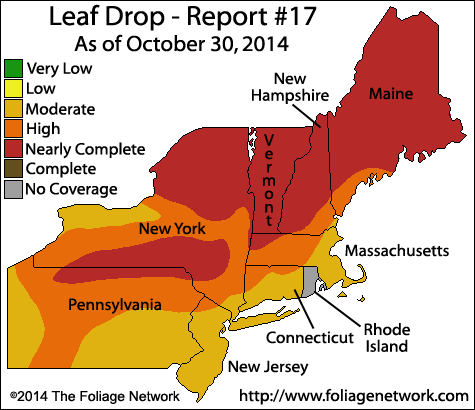 Leaf Drop - Report #17
As of October 30, 2014
Very Low
Low
Moderate
High
Nearly Complete
Complete
No Coverage
New
Hampshire
Maine
Vermont
New York
Massachusetts
Pennsylvania
Connecticut
Rhode
Island
New Jersey
©2014 The Foliage Network
http://www.foliagenetwork.com